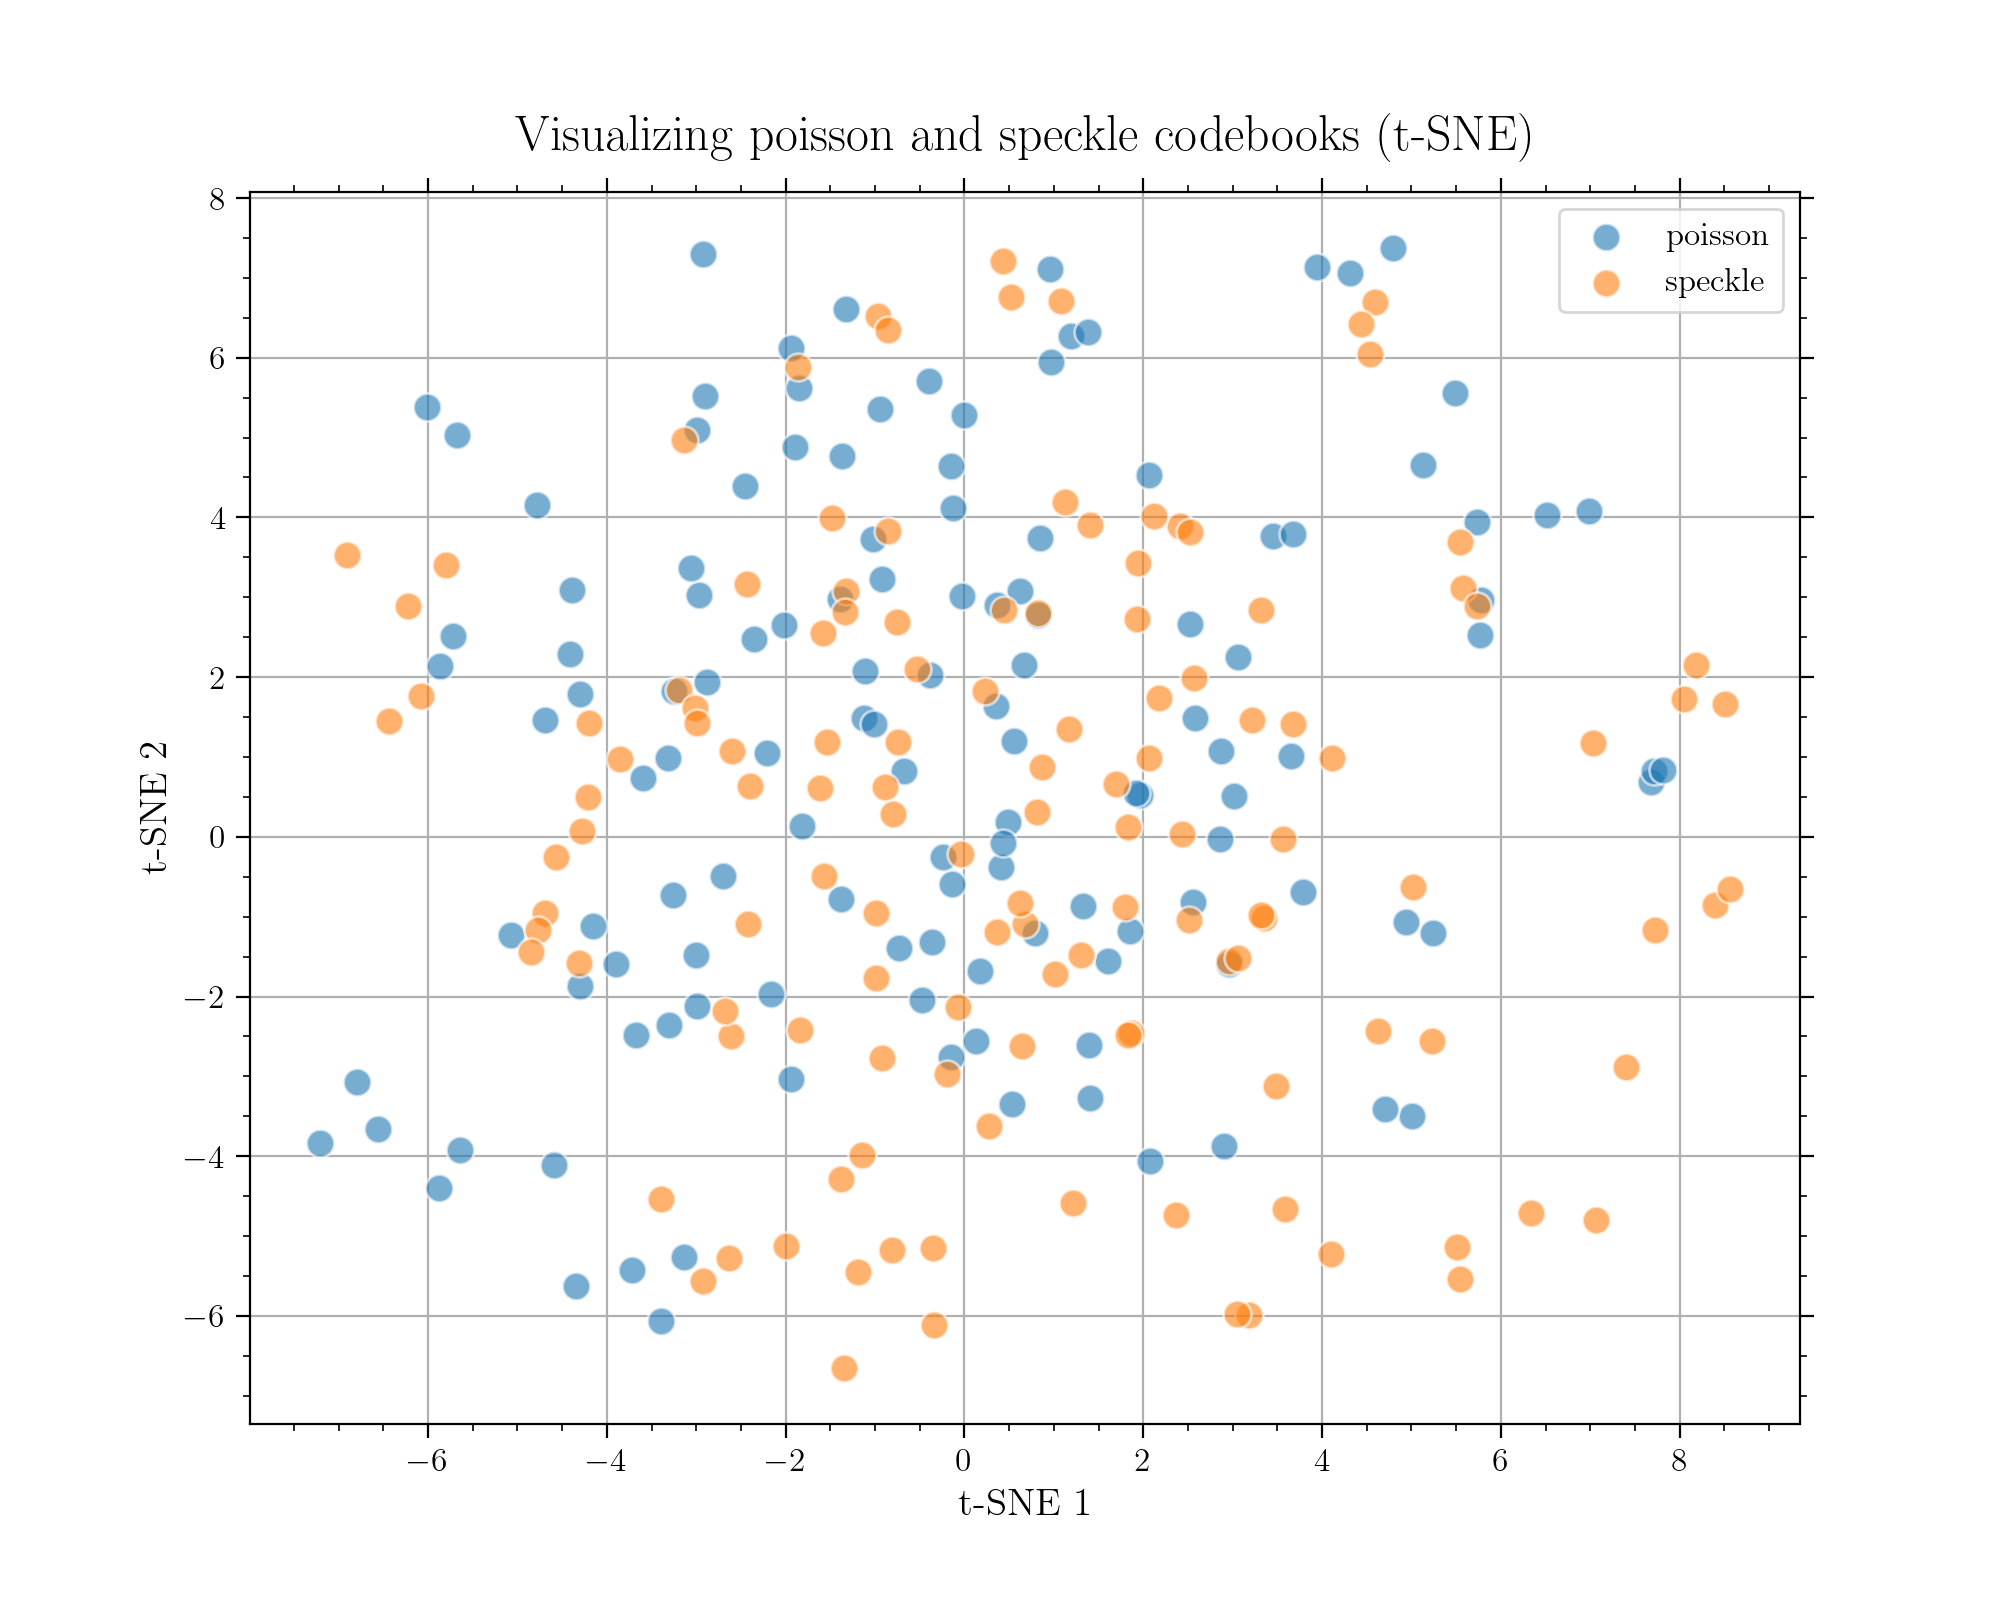 Visualizing poisson and speckle codebooks (t-SNE)
poisson
speckle
8
6
4
2
0
−2
−4
−6
t-SNE 2
−6 −4 −2 0 2 4 6 8
t-SNE 1